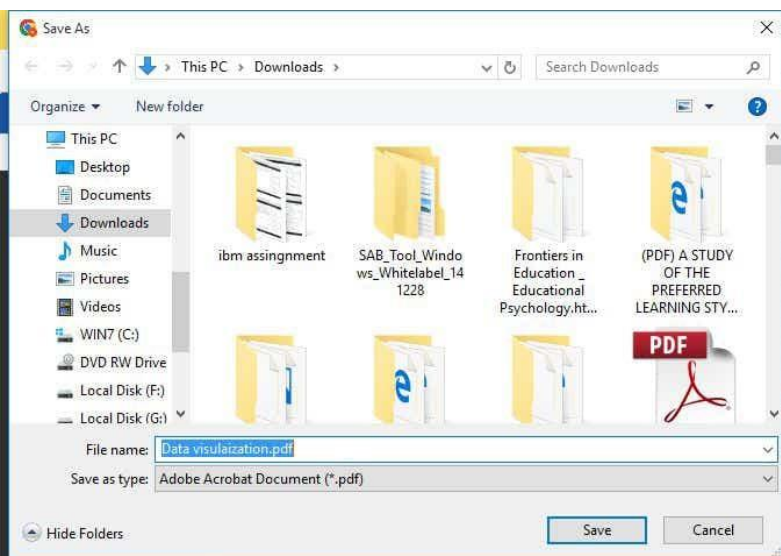 Save As
This PC > Downloads >
Search Downloads
Organize
New folder
This PC
Desktop
Documents
Downloads
Music
Pictures
Videos
WIN7 (C:)
DVD RW Drive
Local Disk (F:)
Local Disk (G:)
ibm assingnment
SAB_Tool_Windo
ws_Whitelabel_14
1228
Frontiers in
Education _
Educational
Psychology.ht...
(PDF) A STUDY
OF THE
PREFERRED
LEARNING STY...
PDF
File name: Data visulaization.pdf
Save as type: Adobe Acrobat Document (*.pdf)
Hide Folders
Save
Cancel